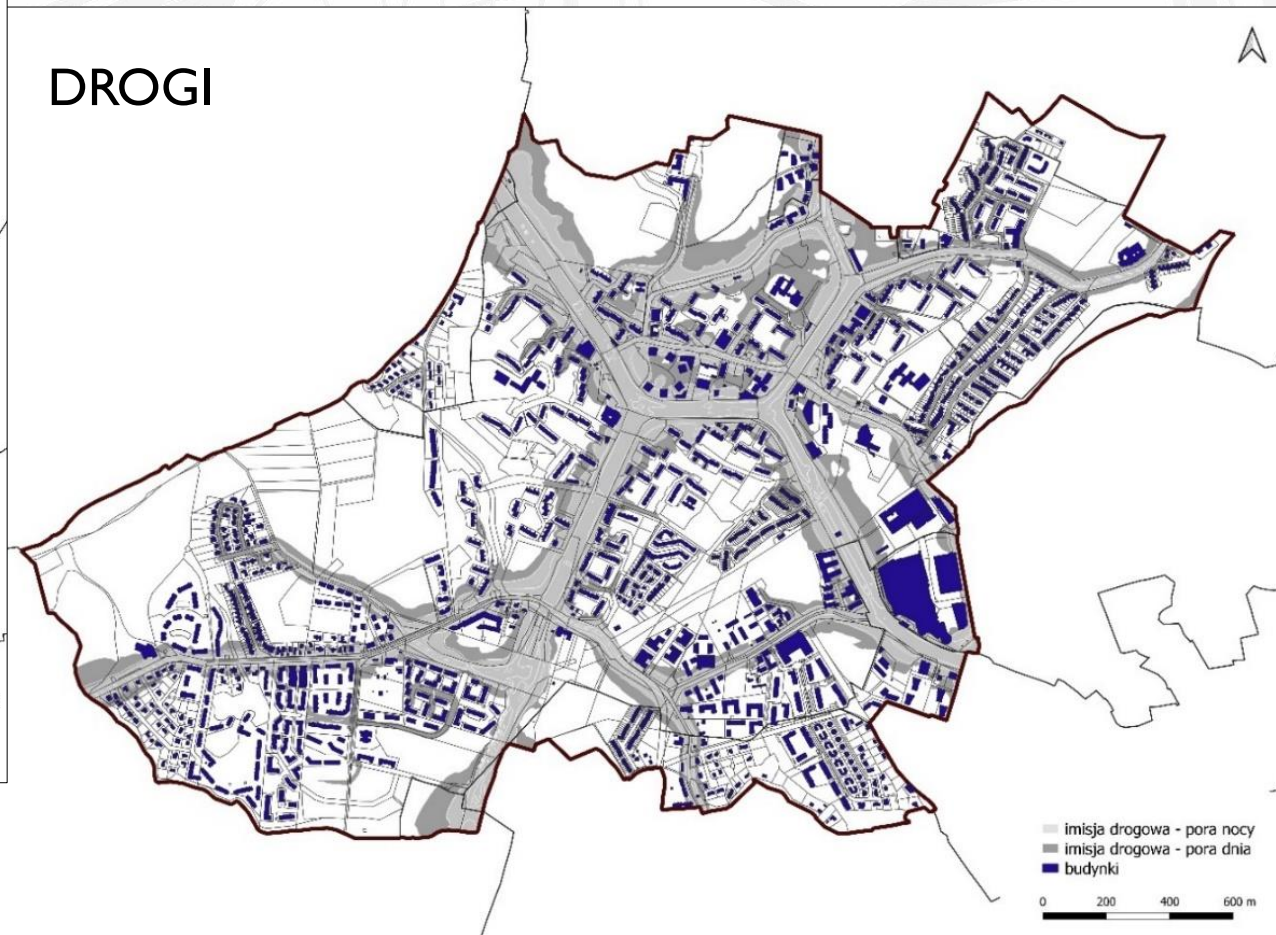 DROGI
imisja drogowa - pora nocy
imisja drogowa - pora dnia
budynki
0 200 400 600 m